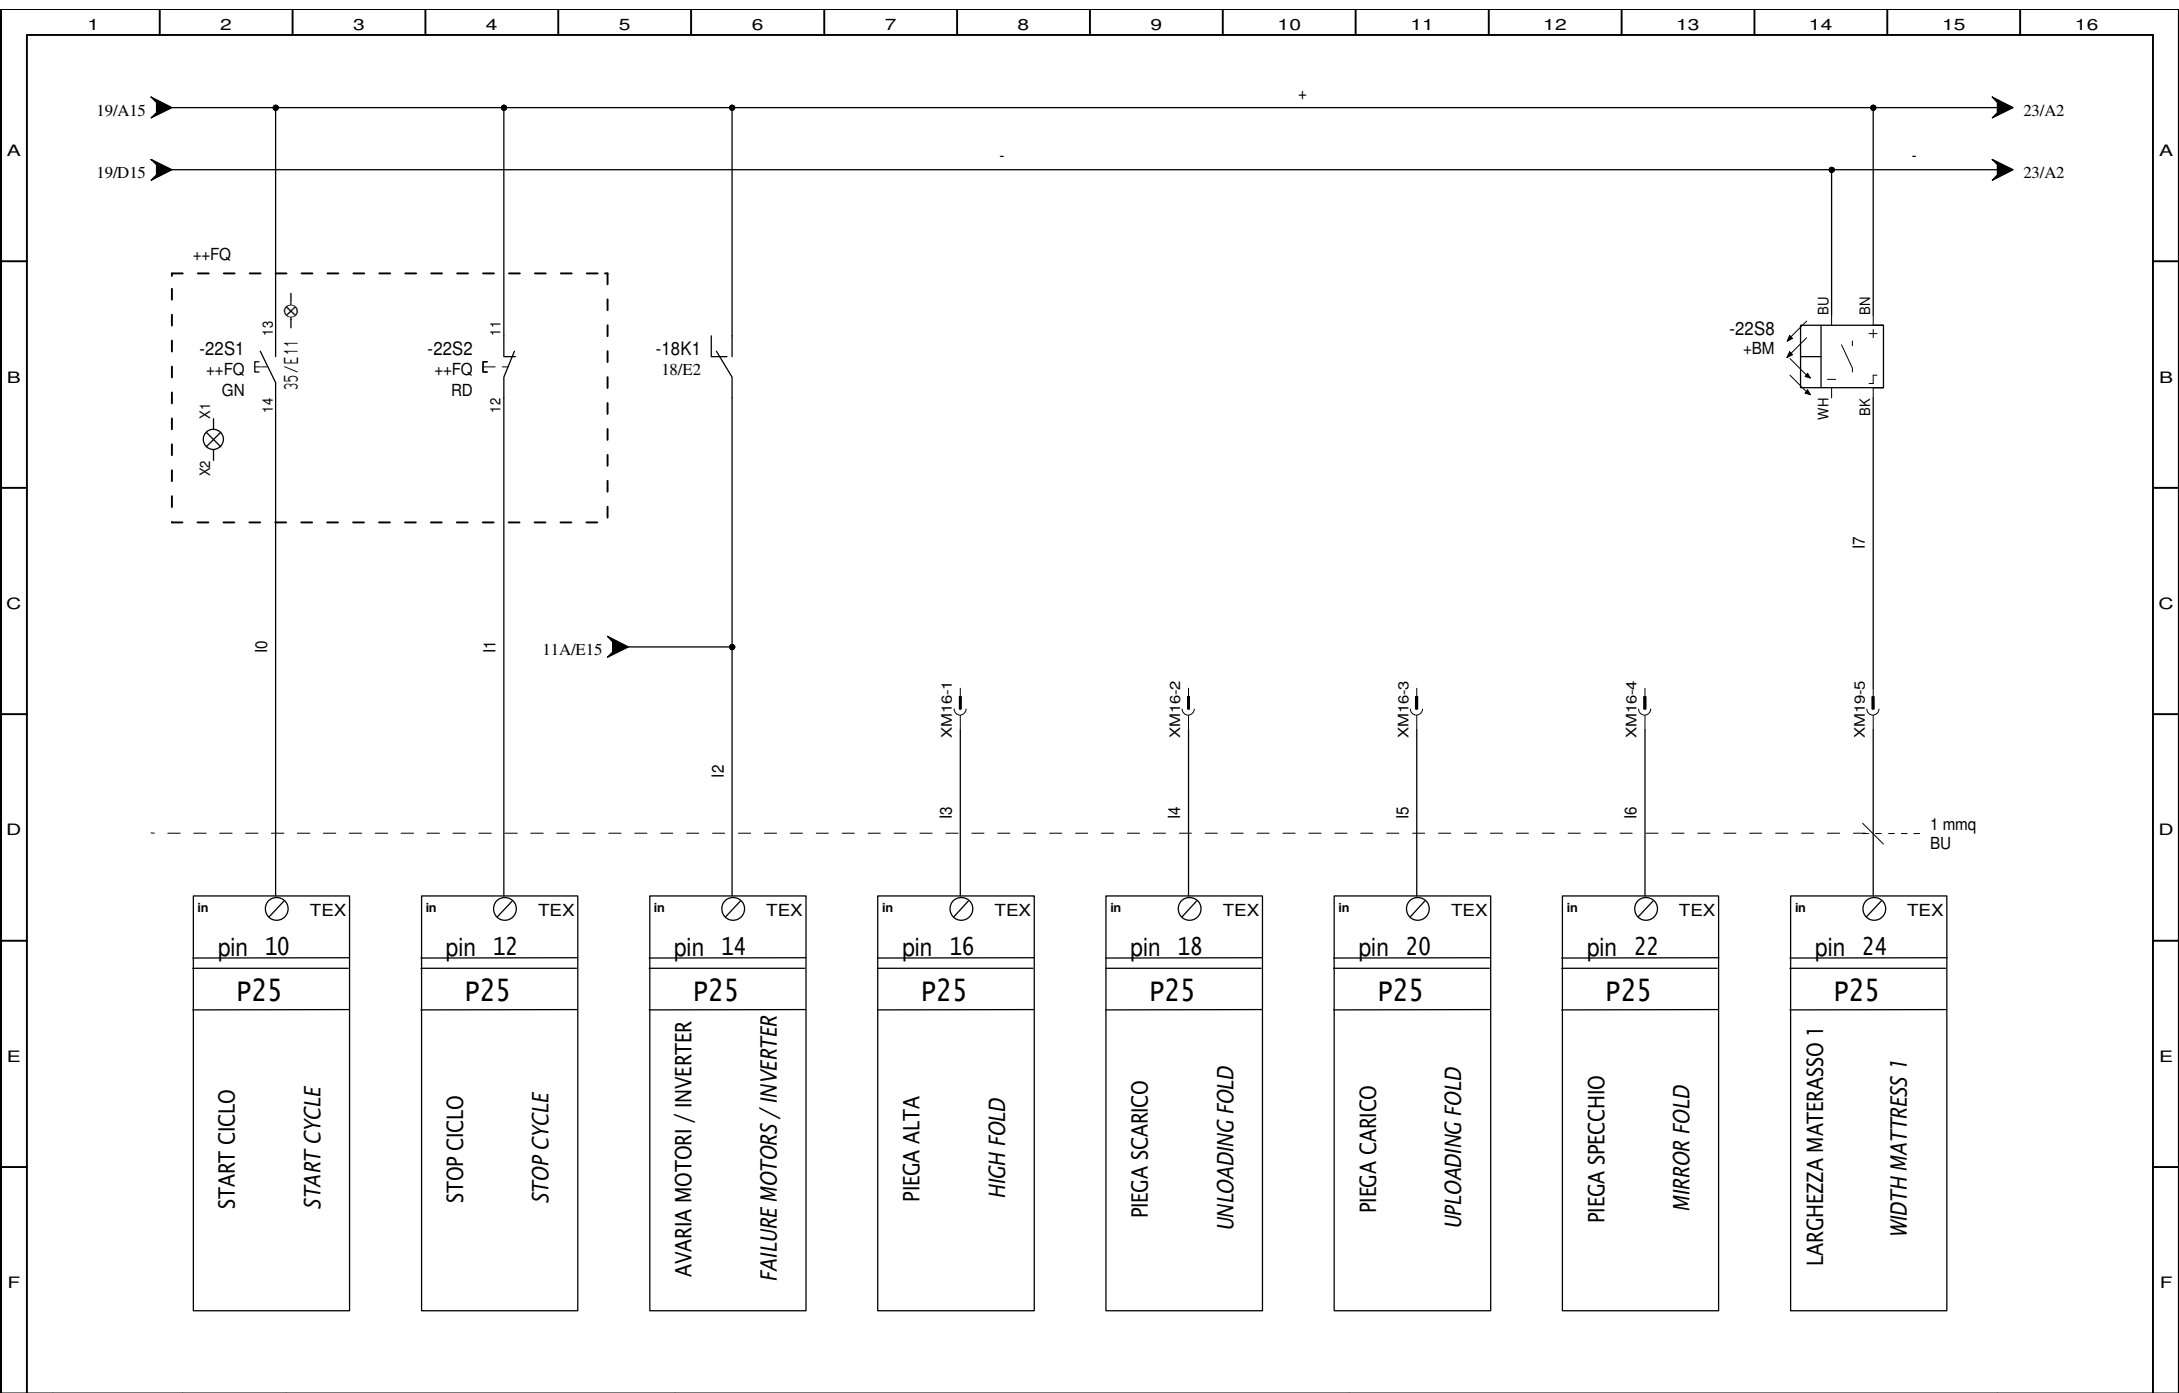 1 2 3 4 5 6 7 8 9 10 11 12 13 14 15 16
+
19/A15 23/A2
A - - A
19/D15 23/A2
++FQ
13 11 BU BN
-22S1 -22S2 -18K1 -22S8
++FQ ++FQ 18/E2 +BM
GN RD
35/E11
B B
14 12 WH BK
X1
X2
I7
C C
I0 I1 11A/E15
XM16-1 XM16-2 XM16-3 XM16-4 XM19-5
I2
I3 I4 I5 I6
D 1 mmq D
BU
in TEX in TEX in TEX in TEX in TEX in TEX in TEX in TEX
pin 10 pin 12 pin 14 pin 16 pin 18 pin 20 pin 22 pin 24
P25 P25 P25 P25 P25 P25 P25 P25
E E
START CICLO
START CYCLE
STOP CICLO
STOP CYCLE
AVARIA MOTORI / INVERTER
FAILURE MOTORS / INVERTER
PIEGA ALTA
HIGH FOLD
PIEGA SCARICO
UNLOADING FOLD
PIEGA CARICO
UPLOADING FOLD
PIEGA SPECCHIO
MIRROR FOLD
LARGHEZZA MATERASSO 1
WIDTH MATTRESS 1
F F